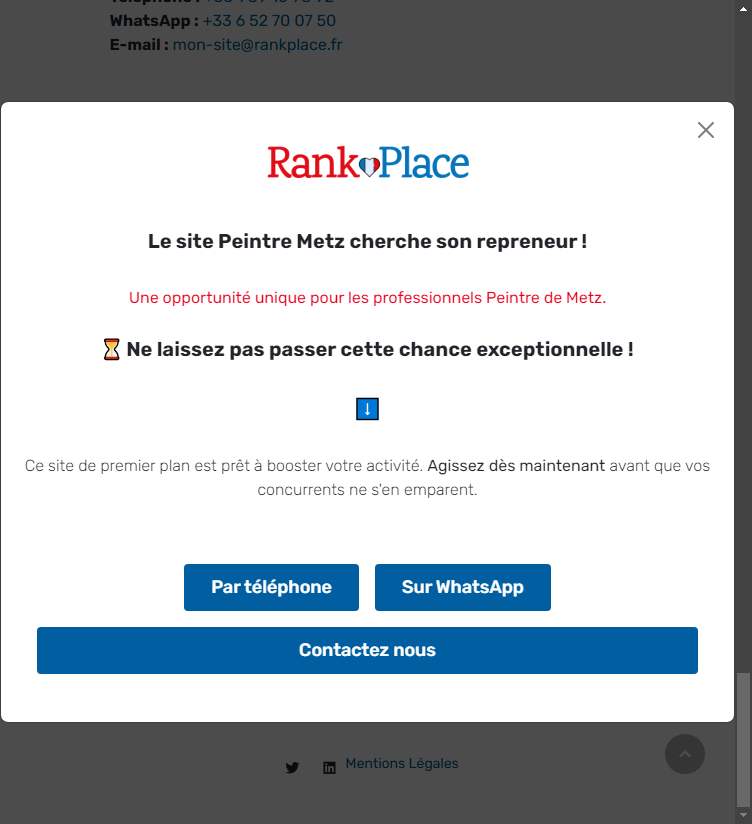 WhatsApp : +33 6 52 70 07 50
E-mail : mon-site@rankplace.fr
Rank Place
Le site Peintre Metz cherche son repreneur !
Une opportunité unique pour les professionnels Peintre de Metz.
⏳ Ne laissez pas passer cette chance exceptionnelle !
⬇
Ce site de premier plan est prêt à booster votre activité. Agissez dès maintenant avant que vos
concurrents ne s'en emparent.
Par téléphone Sur WhatsApp
Contactez nous
Mentions Légales